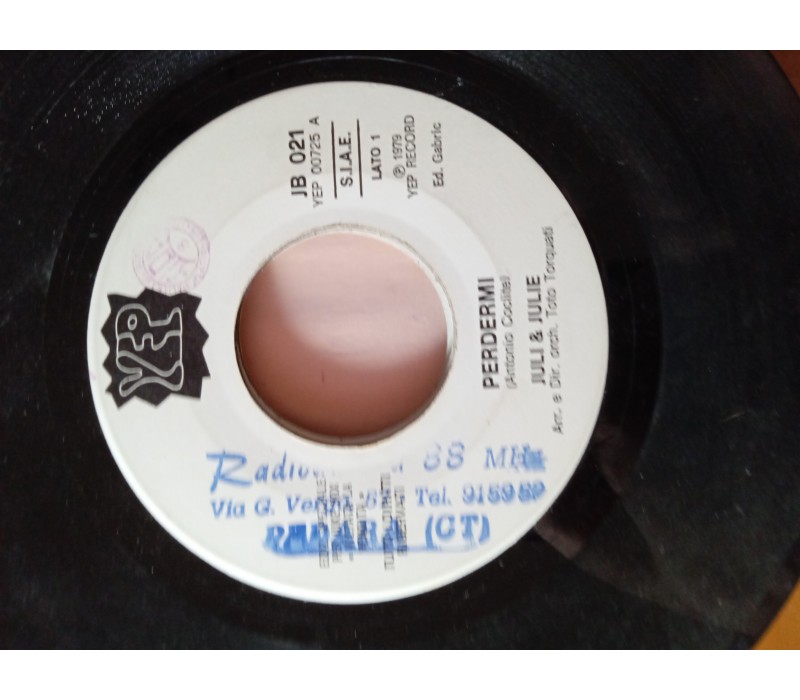 YEP
JB 021
YEP 00725 A
S.I.A.E.
LATO 1
℗ 1979
YEP RECORD
Ed. Gabric
PERDERMI
(Antonio Coclite)
JULI & JULIE
Arr. e Dir. orch. Toto Torquati
88 MHz
Via G. Tel. 915989
(CT)